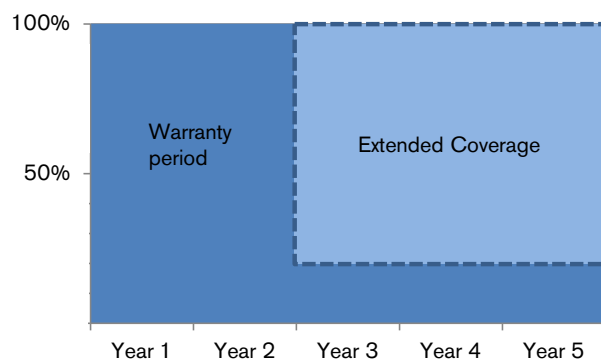 100%
Warranty
period
Extended Coverage
50%
Year 1 Year 2 Year 3 Year 4 Year 5